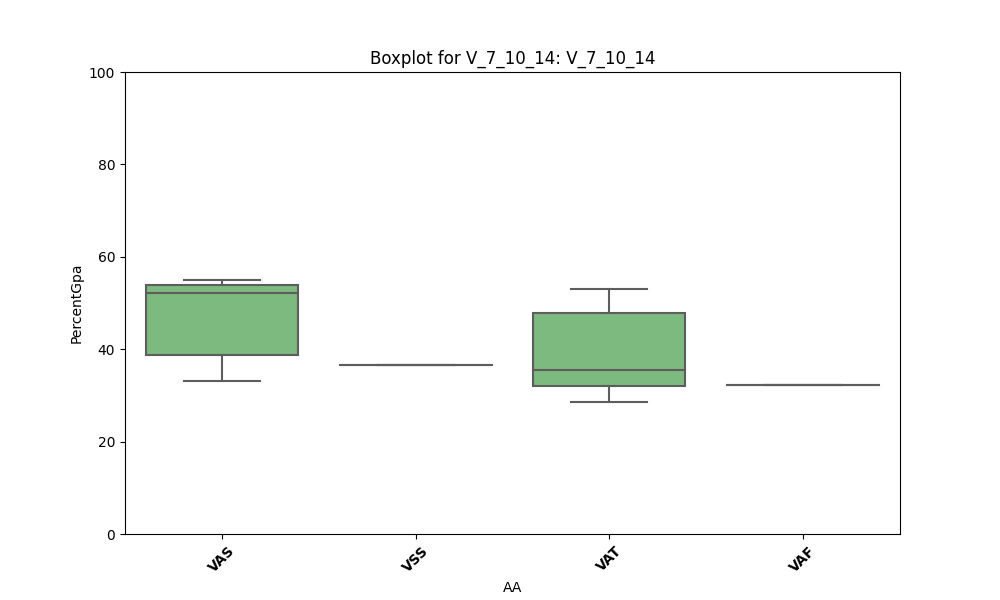 Boxplot for V_7_10_14: V_7_10_14
100
80
60
40
20
0
PercentGpa
VAS
VSS
VAT
VAF
AA